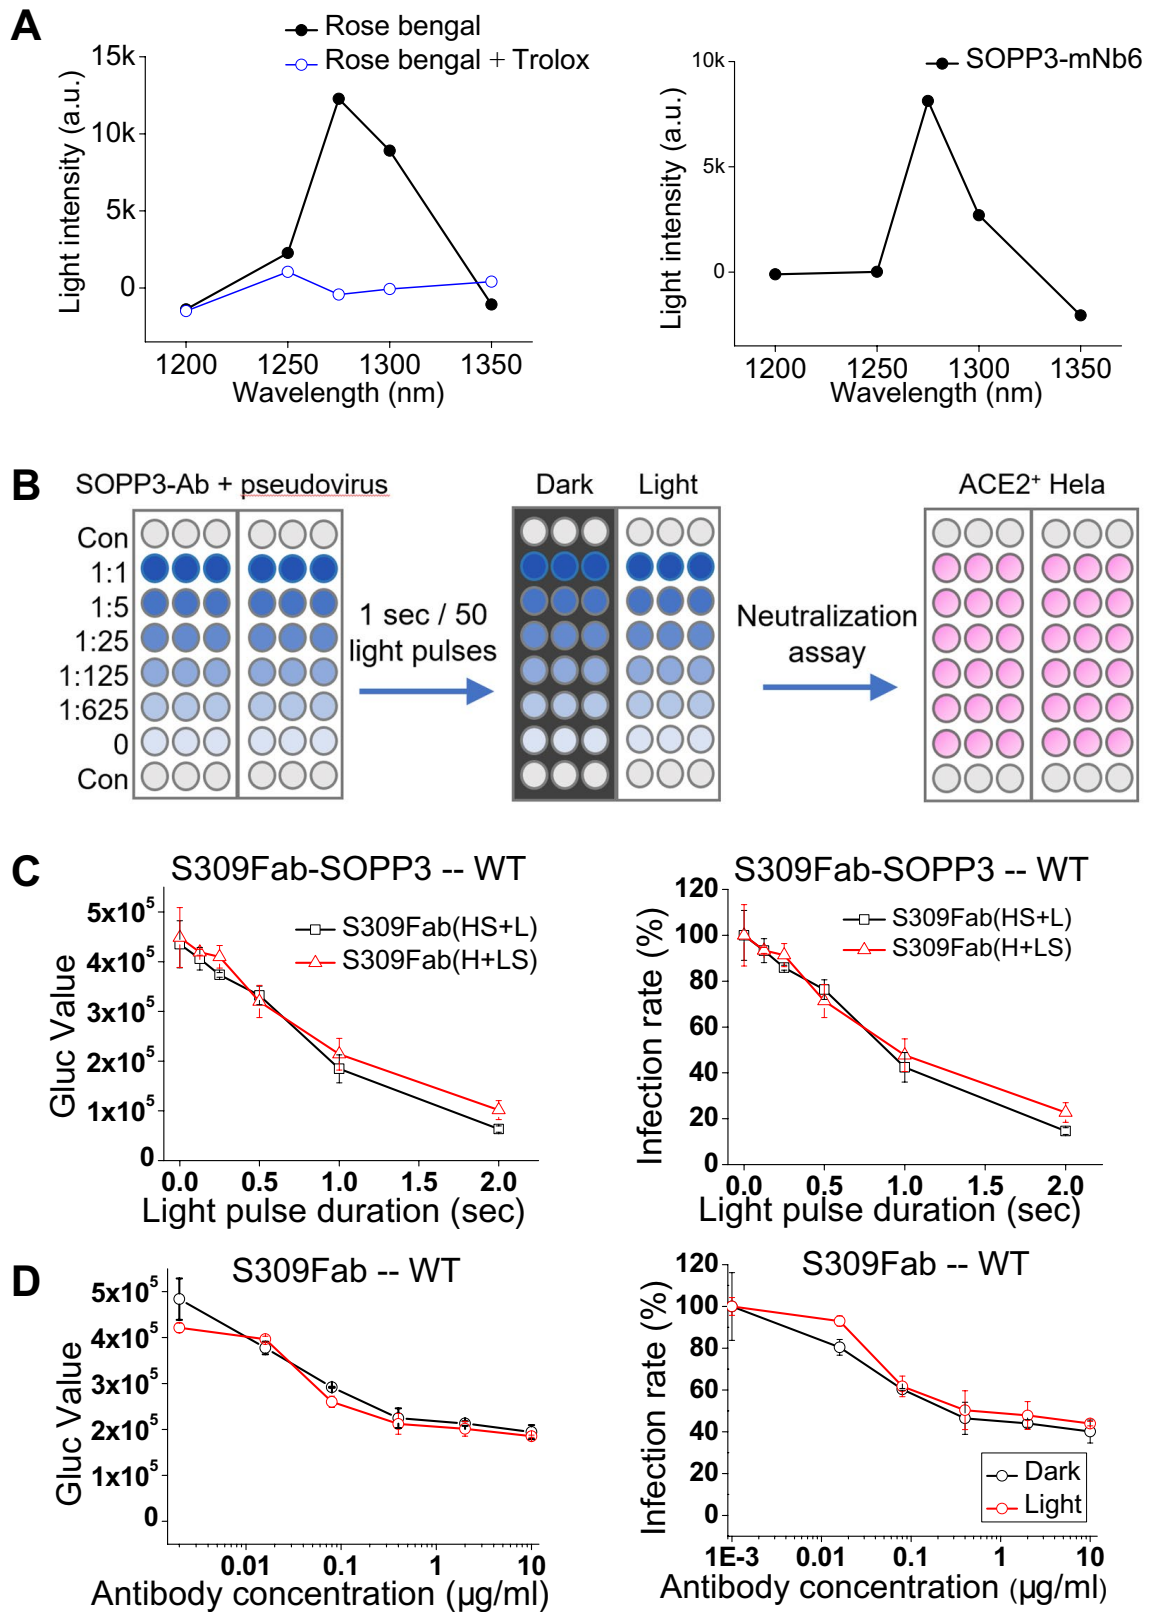 A
Rose bengal
Rose bengal + Trolox
15k
10k
5k
0
Light intensity (a.u.)
1200 1250 1300 1350
Wavelength (nm)
SOPP3-mNb6
10k
5k
0
Light intensity (a.u.)
1200 1250 1300 1350
Wavelength (nm)
B
SOPP3-Ab + pseudovirus
Con
1:1
1:5
1:25
1:125
1:625
0
Con
1 sec / 50
light pulses
Dark Light
Neutralization
assay
ACE2⁺ Hela
C
S309Fab-SOPP3 -- WT
S309Fab(HS+L)
S309Fab(H+LS)
5x10⁵
4x10⁵
3x10⁵
2x10⁵
1x10⁵
0
Gluc Value
0.0 0.5 1.0 1.5 2.0
Light pulse duration (sec)
S309Fab-SOPP3 -- WT
S309Fab(HS+L)
S309Fab(H+LS)
120
100
80
60
40
20
0
Infection rate (%)
0.0 0.5 1.0 1.5 2.0
Light pulse duration (sec)
D
S309Fab -- WT
5x10⁵
4x10⁵
3x10⁵
2x10⁵
1x10⁵
0
Gluc Value
0.01 0.1 1 10
Antibody concentration (µg/ml)
S309Fab -- WT
120
100
80
60
40
20
0
Infection rate (%)
Dark
Light
1E-3 0.01 0.1 1 10
Antibody concentration (µg/ml)